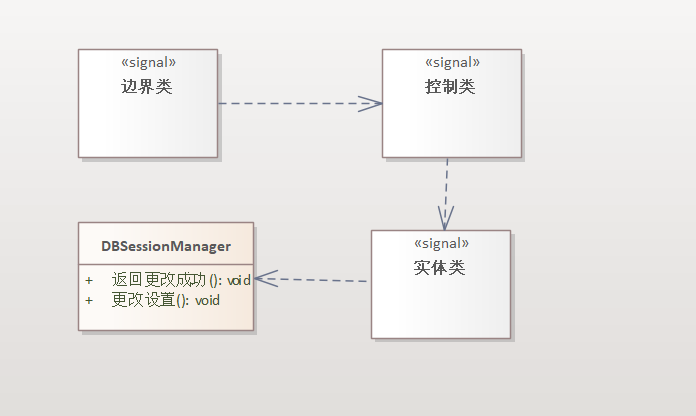 «signal»
边界类
«signal»
控制类
DBSessionManager
+ 返回更改成功(): void
+ 更改设置(): void
«signal»
实体类